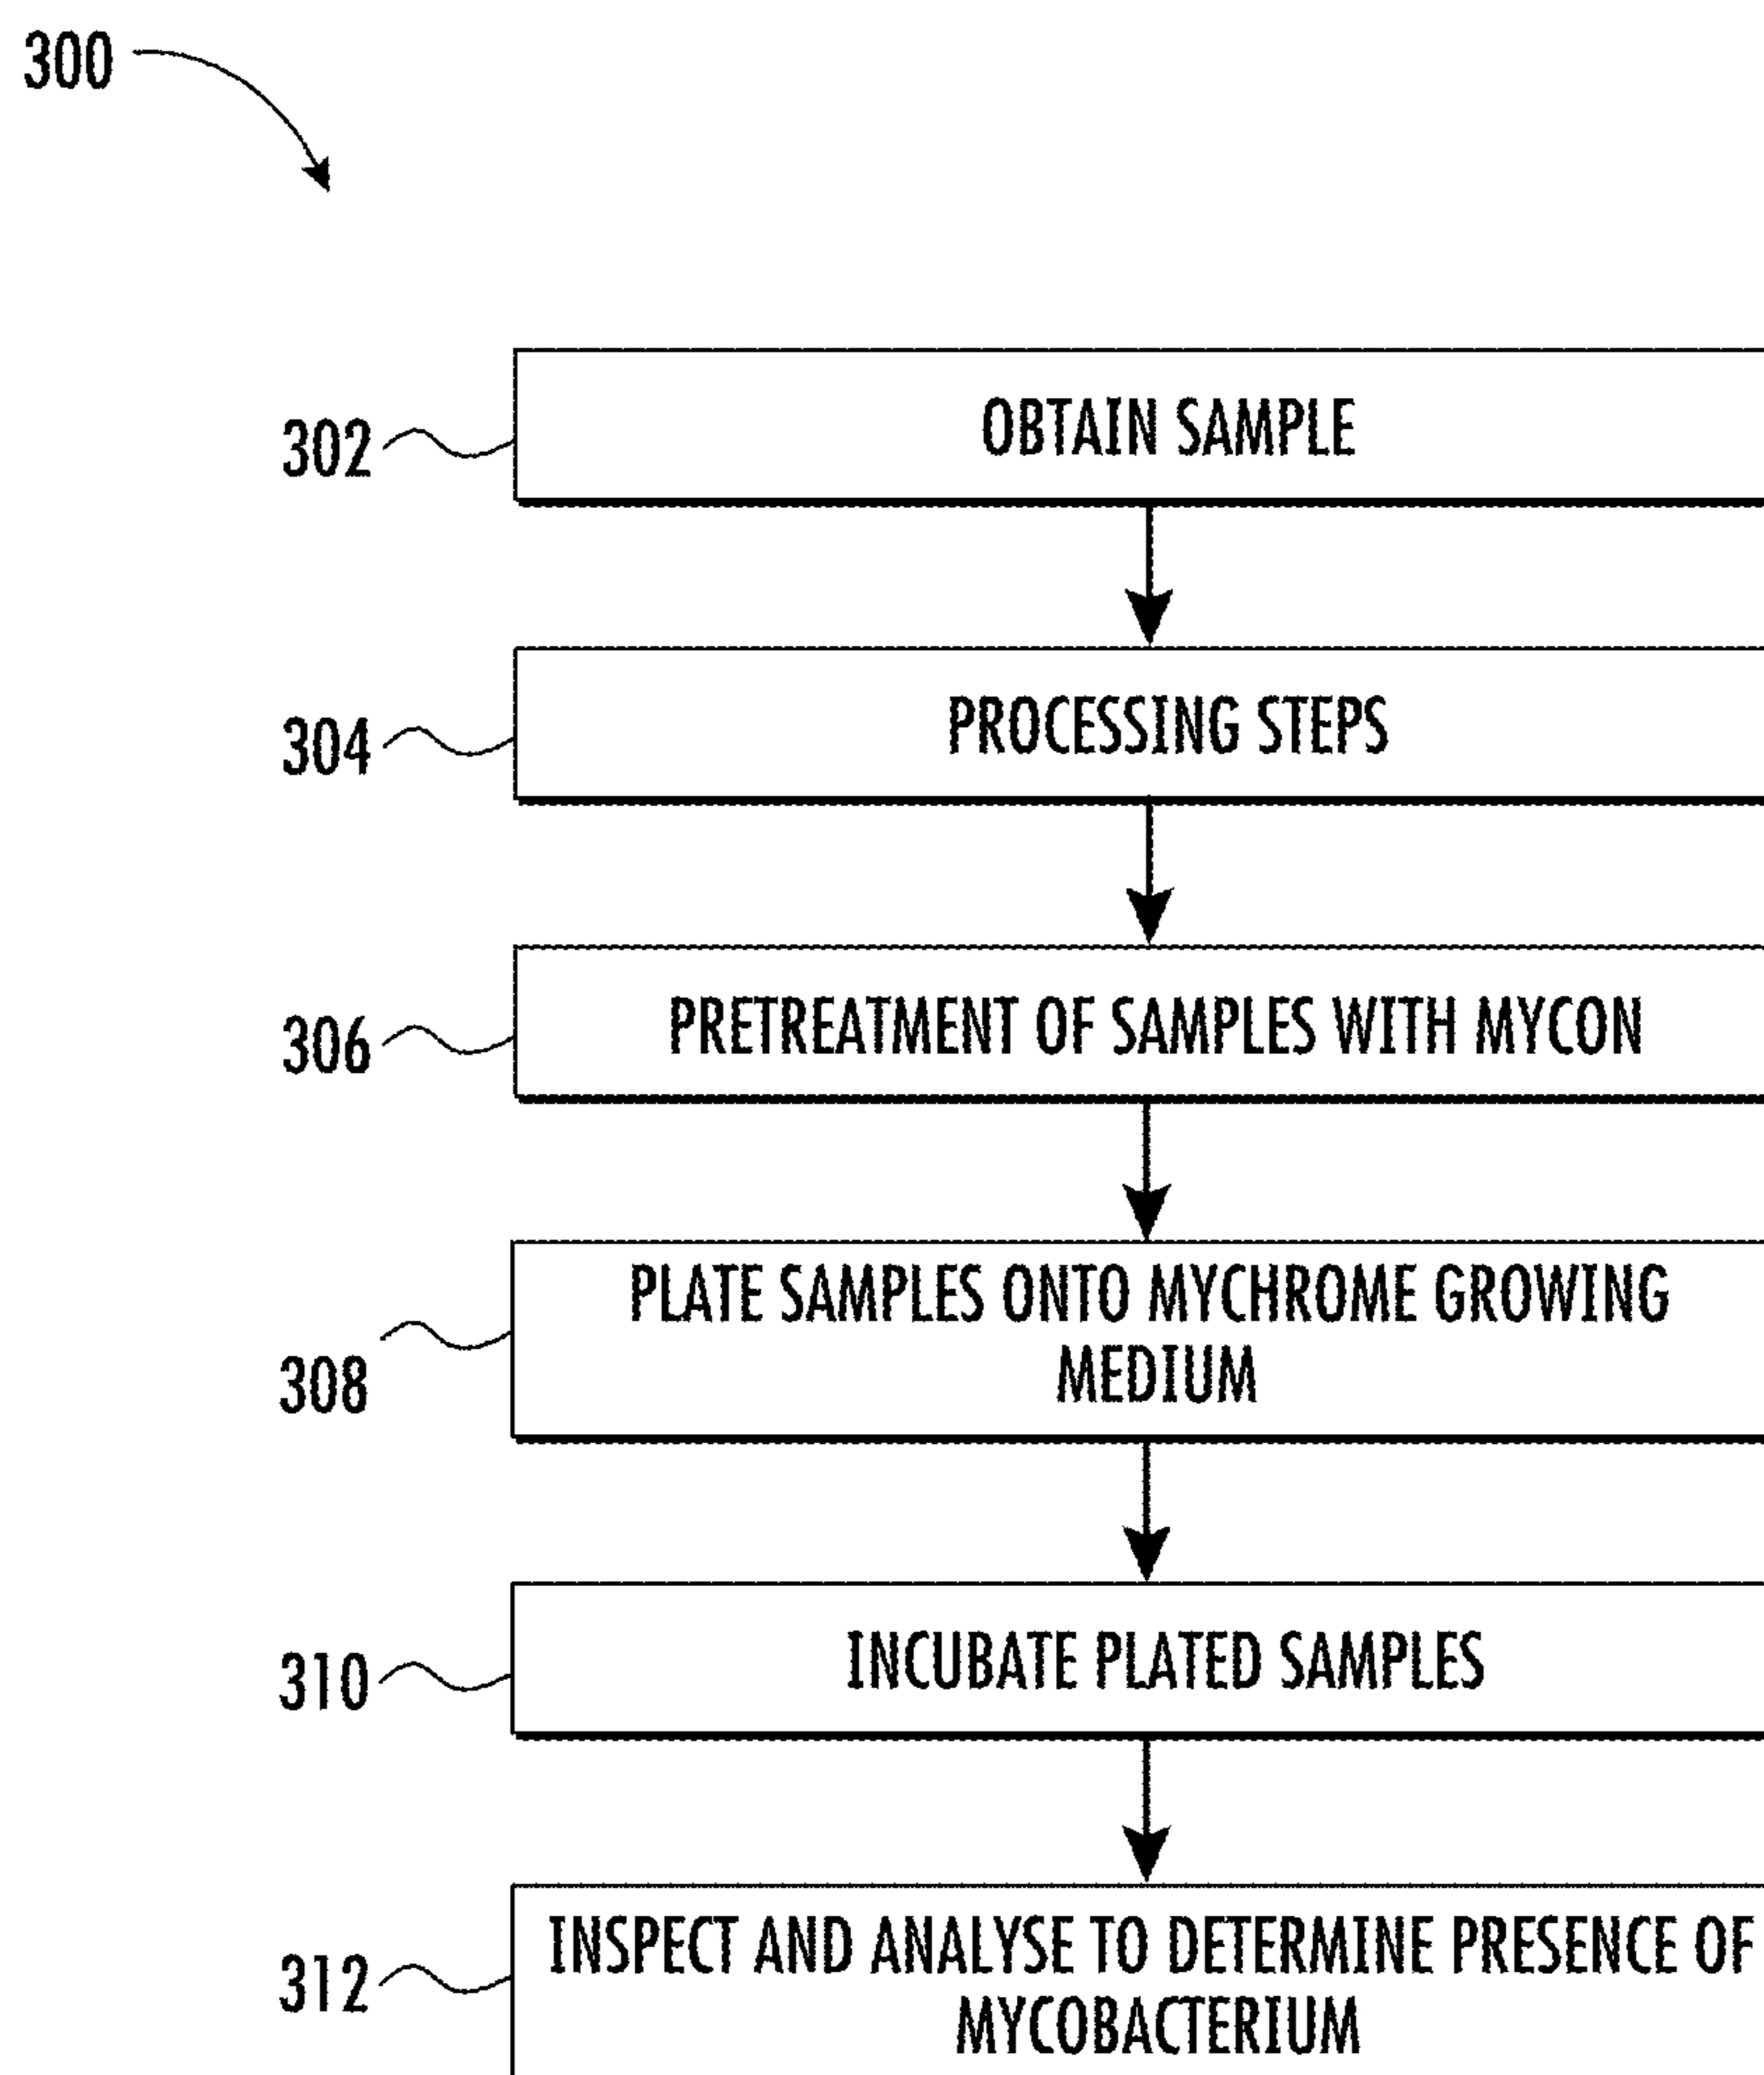 300
302
OBTAIN SAMPLE
304
PROCESSING STEPS
306
PRETREATMENT OF SAMPLES WITH MYCON
308
PLATE SAMPLES ONTO MYCHROME GROWING
MEDIUM
310
INCUBATE PLATED SAMPLES
312
INSPECT AND ANALYSE TO DETERMINE PRESENCE OF
MYCOBACTERIUM